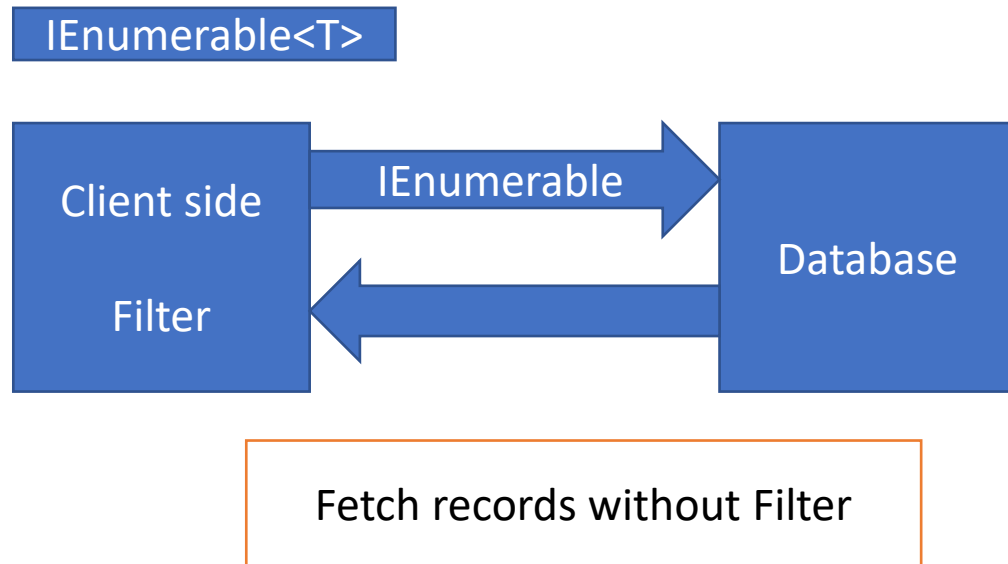 IEnumerable<T>
Client side
Filter
IEnumerable
Database
Fetch records without Filter